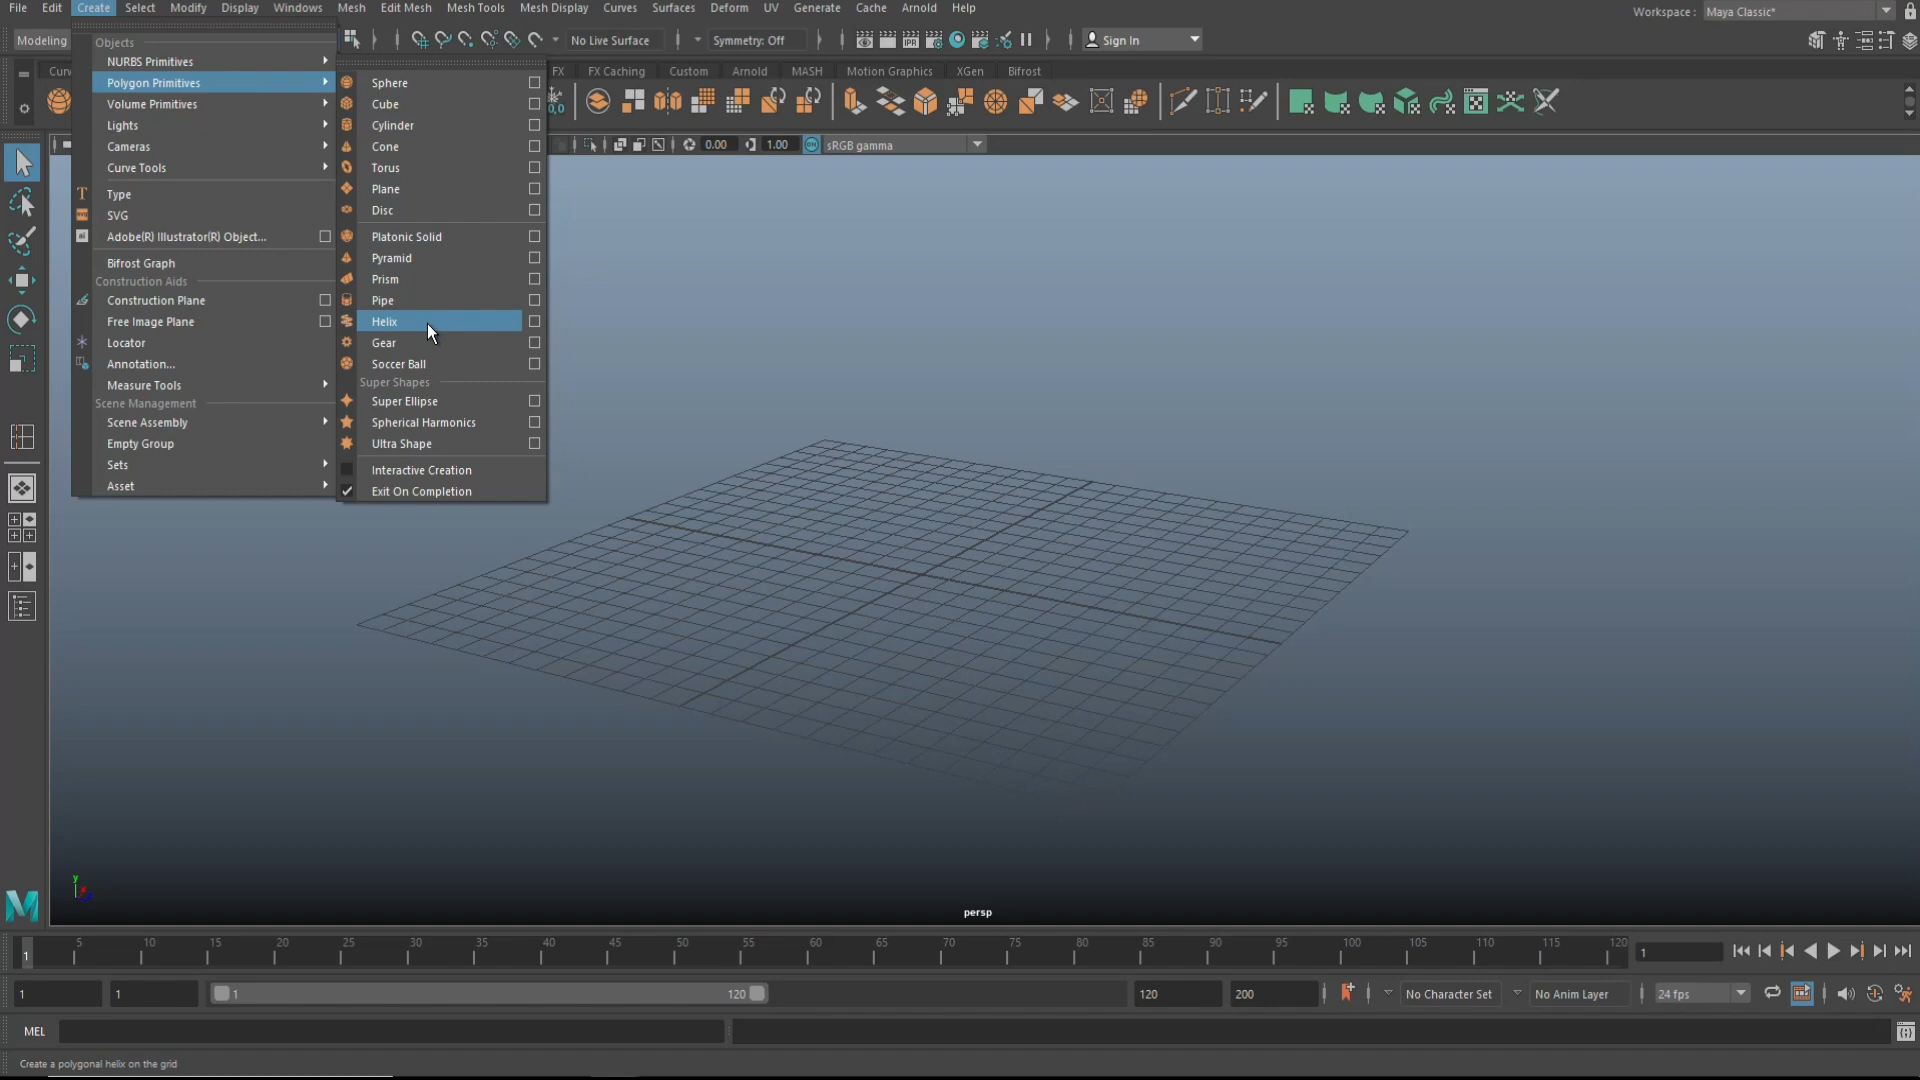 File Edit Create Select Modify Display Windows Mesh Edit Mesh Mesh Tools Mesh Display Curves Surfaces Deform UV Generate Cache Arnold Help
Workspace : Maya Classic*
Modeling
No Live Surface
Symmetry: Off
IPR
Sign In
FX FX Caching Custom Arnold MASH Motion Graphics XGen Bifrost
0.00
1.00
ON
sRGB gamma
Objects
NURBS Primitives
Polygon Primitives
Volume Primitives
Lights
Cameras
Curve Tools
Type
SVG
Adobe(R) Illustrator(R) Object...
Bifrost Graph
Construction Aids
Construction Plane
Free Image Plane
Locator
Annotation...
Measure Tools
Scene Management
Scene Assembly
Empty Group
Sets
Asset
Sphere
Cube
Cylinder
Cone
Torus
Plane
Disc
Platonic Solid
Pyramid
Prism
Pipe
Helix
Gear
Soccer Ball
Super Shapes
Super Ellipse
Spherical Harmonics
Ultra Shape
Interactive Creation
Exit On Completion
y
persp
1 5 10 15 20 25 30 35 40 45 50 55 60 65 70 75 80 85 90 95 100 105 110 115 120
1
1 1 1 120 120 200 No Character Set No Anim Layer 24 fps
MEL
Create a polygonal helix on the grid